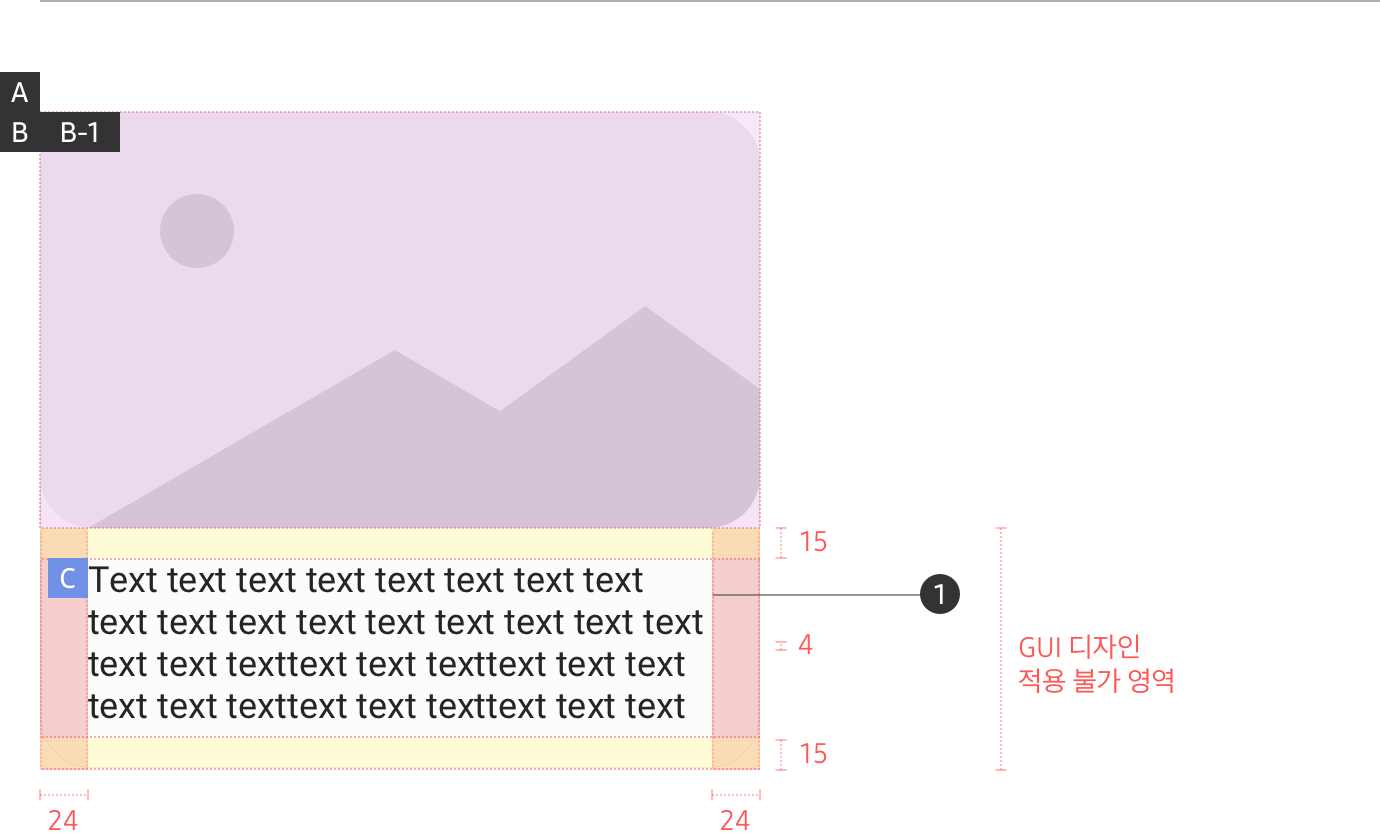 A
B B-1
15
C Text text text text text text text text
1
text text text text text text text text text
4
GUI 디자인
적용 불가 영역
text text texttext text texttext text text
text text texttext text texttext text text
15
24 24